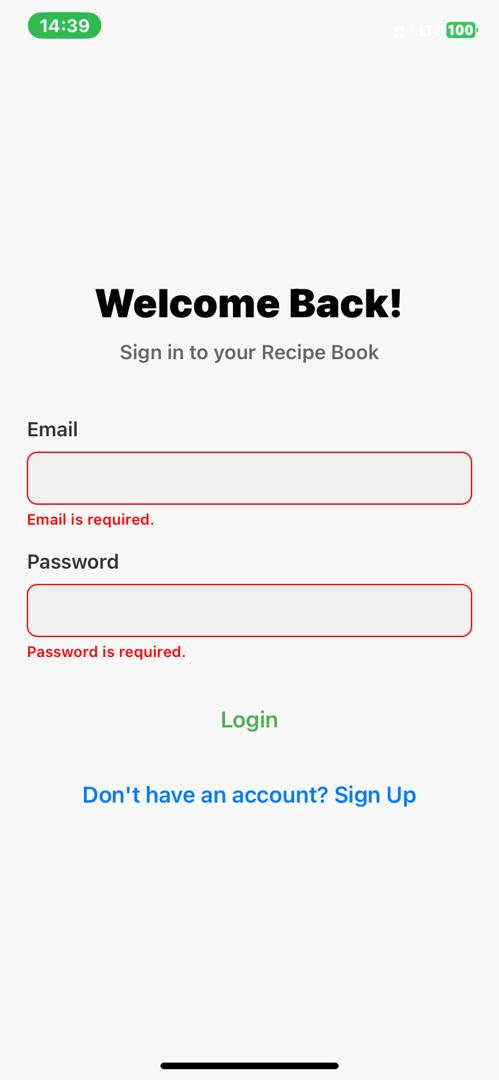 14:39
LTE 100
Welcome Back!
Sign in to your Recipe Book
Email
Email is required.
Password
Password is required.
Login
Don't have an account? Sign Up